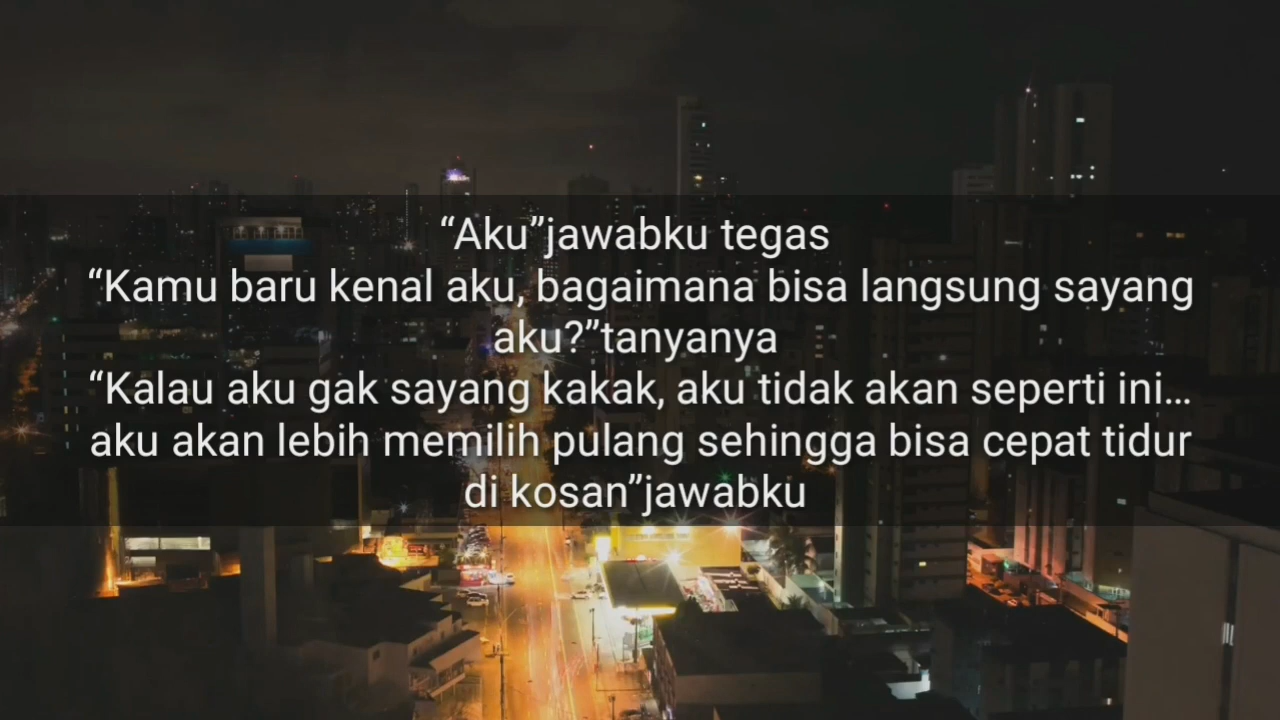 “Aku”jawabku tegas
“Kamu baru kenal aku, bagaimana bisa langsung sayang
aku?”tanyanya
“Kalau aku gak sayang kakak, aku tidak akan seperti ini...
aku akan lebih memilih pulang sehingga bisa cepat tidur
di kosan”jawabku